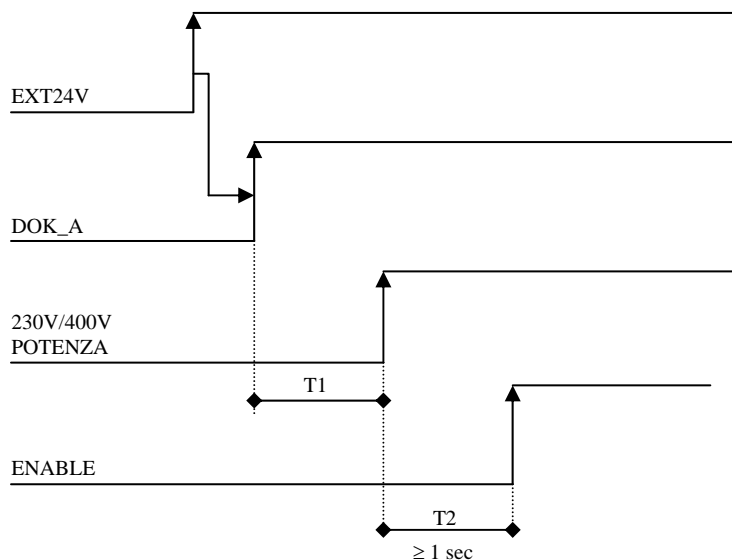 EXT24V
DOK_A
230V/400V
POTENZA
T1
ENABLE
T2
≥ 1 sec